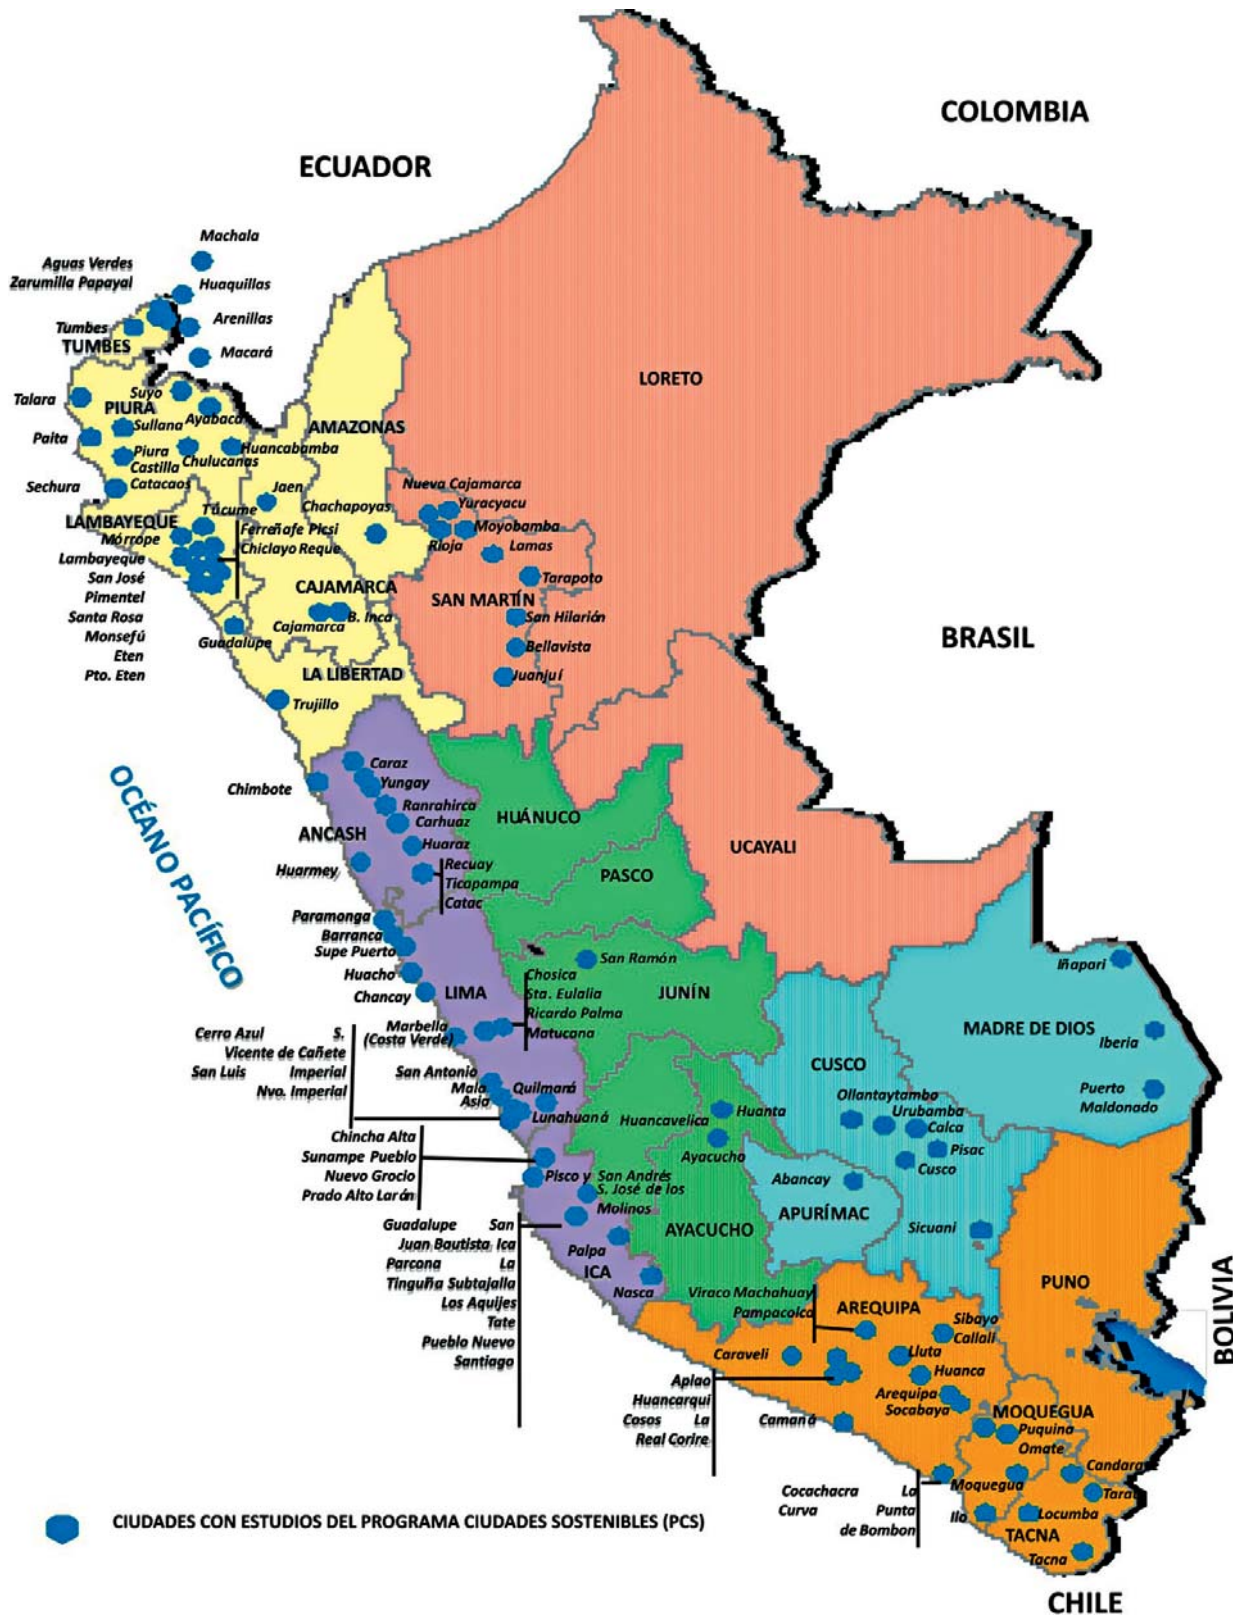 COLOMBIA
ECUADOR
Machala
Aguas Verdes
Zarumilla Papayal
Huaquillas
Arenillas
Tumbes
TUMBES
Macará
LORETO
Talara
Suyo
PIURA
Ayabaca
AMAZONAS
Sullana
Paita
Piura
Castilla
Catacaos
Chulucanas
Huancabamba
Sechura
Jaen
Nueva Cajamarca
Yuracyacu
Chachapoyas
Túcume
LAMBAYEQUE
Mórrope
Ferreñafe Picsi
Chiclayo Reque
Moyobamba
Rioja
Lamas
Lambayeque
San José
Pimentel
Santa Rosa
Monsefú
Eten
Pto. Eten
Tarapoto
CAJAMARCA
SAN MARTÍN
B. Inca
Cajamarca
San Hilarión
Guadalupe
BRASIL
Bellavista
LA LIBERTAD
Juanjuí
Trujillo
OCÉANO PACÍFICO
Caraz
Yungay
Chimbote
Ranrahirca
Carhuaz
HUÁNUCO
ANCASH
Huaraz
UCAYALI
Huarmey
Recuay
Ticapampa
Catac
PASCO
Paramonga
Barranca
Supe Puerto
San Ramón
Iñapari
Huacho
Chancay
LIMA
Chosica
Sta. Eulalia
Ricardo Palma
Matucana
JUNÍN
MADRE DE DIOS
Marbella
(Costa Verde)
Iberia
Cerro Azul S.
Vicente de Cañete
San Luis Imperial
Nvo. Imperial
CUSCO
San Antonio
Mala
Asia
Quilmaná
Lunahuaná
Ollantaytambo
Urubamba
Calca
Puerto
Maldonado
Huancavelica
Huanta
Ayacucho
Pisac
Cusco
Chincha Alta
Sunampe Pueblo
Nuevo Grocio
Prado Alto Larán
Pisco y San Andrés
S. José de los
Molinos
Abancay
APURÍMAC
AYACUCHO
Sicuani
Guadalupe San
Juan Bautista Ica
Parcona La
Tinguña Subtajalla
Los Aquijes
Tate
Pueblo Nuevo
Santiago
Palpa
ICA
Nasca
PUNO
BOLIVIA
Viraco Machahuay
Pampacolca
AREQUIPA
Sibayo
Callali
Caraveli
Lluta
Huanca
Aplao
Huancarqui
Cosos La
Real Corire
Arequipa
Socabaya
Camaná
MOQUEGUA
Puquina
Omate
Candara
Moquegua
Cocachacra La
Curva Punta
de Bombon
Ilo
Locumba
TACNA
Tacna
CIUDADES CON ESTUDIOS DEL PROGRAMA CIUDADES SOSTENIBLES (PCS)
CHILE